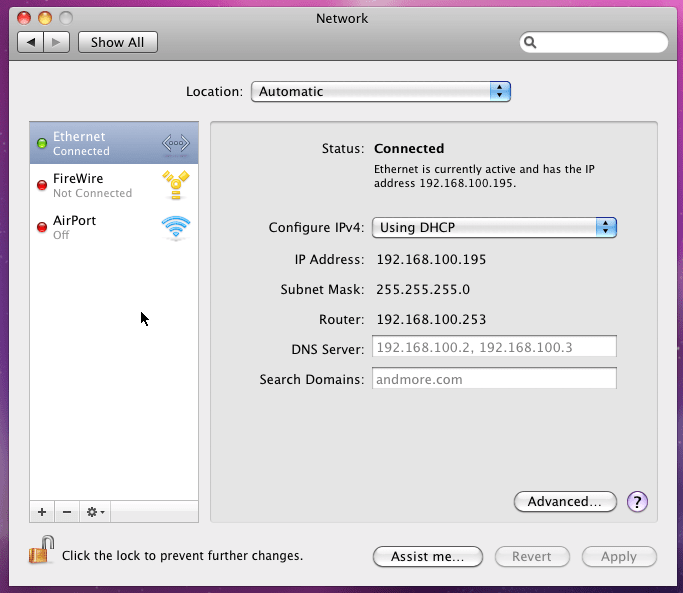 Network
Show All
Location: Automatic
Ethernet
Connected
FireWire
Not Connected
AirPort
Off
Status: Connected
Ethernet is currently active and has the IP
address 192.168.100.195.
Configure IPv4: Using DHCP
IP Address: 192.168.100.195
Subnet Mask: 255.255.255.0
Router: 192.168.100.253
DNS Server: 192.168.100.2, 192.168.100.3
Search Domains: andmore.com
Advanced... ?
Click the lock to prevent further changes.
Assist me... Revert Apply